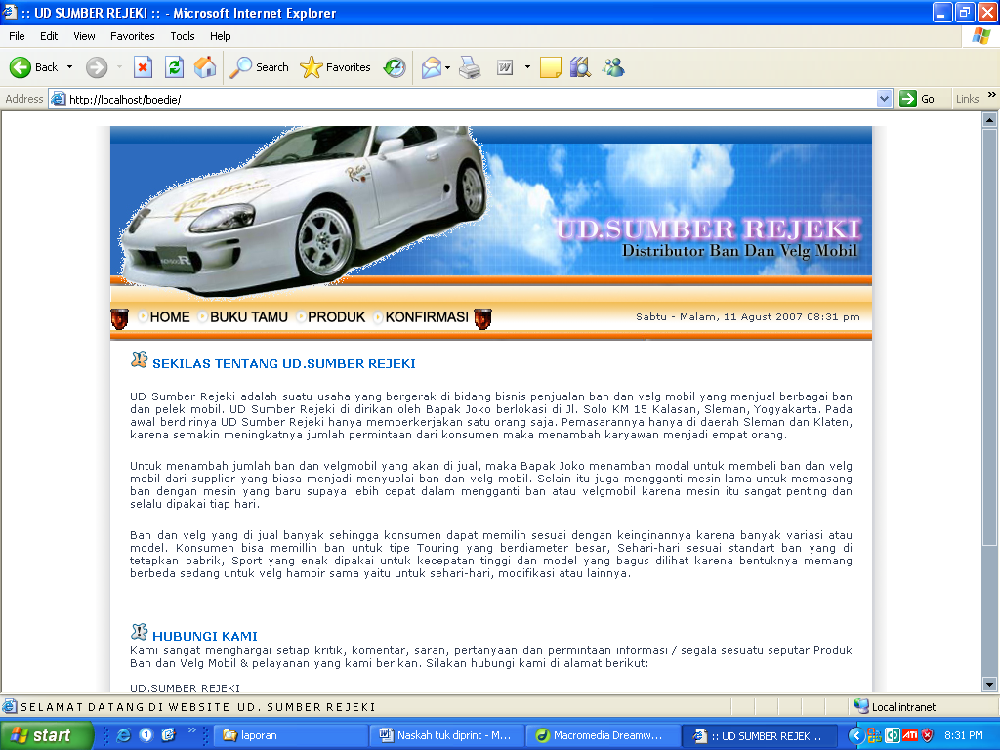 :: UD SUMBER REJEKI :: - Microsoft Internet Explorer
File Edit View Favorites Tools Help
Back Search Favorites
Address http://localhost/boedie/ Go Links »
UD.SUMBER REJEKI
Distributor Ban Dan Velg Mobil
HOME BUKU TAMU PRODUK KONFIRMASI
Sabtu - Malam, 11 Agust 2007 08:31 pm
SEKILAS TENTANG UD.SUMBER REJEKI
UD Sumber Rejeki adalah suatu usaha yang bergerak di bidang bisnis penjualan ban dan velg mobil yang menjual berbagai ban
dan pelek mobil. UD Sumber Rejeki di dirikan oleh Bapak Joko berlokasi di Jl. Solo KM 15 Kalasan, Sleman, Yogyakarta. Pada
awal berdirinya UD Sumber Rejeki hanya memperkerjakan satu orang saja. Pemasarannya hanya di daerah Sleman dan Klaten,
karena semakin meningkatnya jumlah permintaan dari konsumen maka menambah karyawan menjadi empat orang.
Untuk menambah jumlah ban dan velgmobil yang akan di jual, maka Bapak Joko menambah modal untuk membeli ban dan velg
mobil dari supplier yang biasa menjadi menyuplai ban dan velg mobil. Selain itu juga mengganti mesin lama untuk memasang
ban dengan mesin yang baru supaya lebih cepat dalam mengganti ban atau velgmobil karena mesin itu sangat penting dan
selalu dipakai tiap hari.
Ban dan velg yang di jual banyak sehingga konsumen dapat memilih sesuai dengan keinginannya karena banyak variasi atau
model. Konsumen bisa memillih ban untuk tipe Touring yang berdiameter besar, Sehari-hari sesuai standart ban yang di
tetapkan pabrik, Sport yang enak dipakai untuk kecepatan tinggi dan model yang bagus dilihat karena bentuknya memang
berbeda sedang untuk velg hampir sama yaitu untuk sehari-hari, modifikasi atau lainnya.
HUBUNGI KAMI
Kami sangat menghargai setiap kritik, komentar, saran, pertanyaan dan permintaan informasi / segala sesuatu seputar Produk
Ban dan Velg Mobil & pelayanan yang kami berikan. Silakan hubungi kami di alamat berikut:
UD.SUMBER REJEKI
S E L A M A T D A T A N G D I W E B S I T E U D . S U M B E R R E J E K I
Local intranet
start
laporan
Naskah tuk diprint - M...
Macromedia Dreamw...
:: UD SUMBER REJEK...
8:31 PM